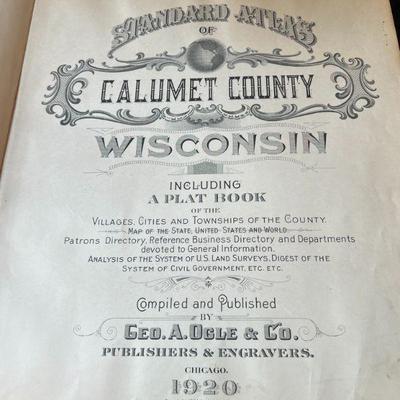 STANDARD ATLAS
OF
CALUMET COUNTY
WISCONSIN
INCLUDING
A PLAT BOOK
OF THE
VILLAGES, CITIES AND TOWNSHIPS OF THE COUNTY.
MAP OF THE STATE, UNITED STATES AND WORLD.
Patrons Directory, Reference Business Directory and Departments
devoted to General Information.
ANALYSIS OF THE SYSTEM OF U.S. LAND SURVEYS, DIGEST OF THE
SYSTEM OF CIVIL GOVERNMENT, ETC. ETC.
Compiled and Published
BY
GEO. A. OGLE & CO.
PUBLISHERS & ENGRAVERS.
CHICAGO.
1920